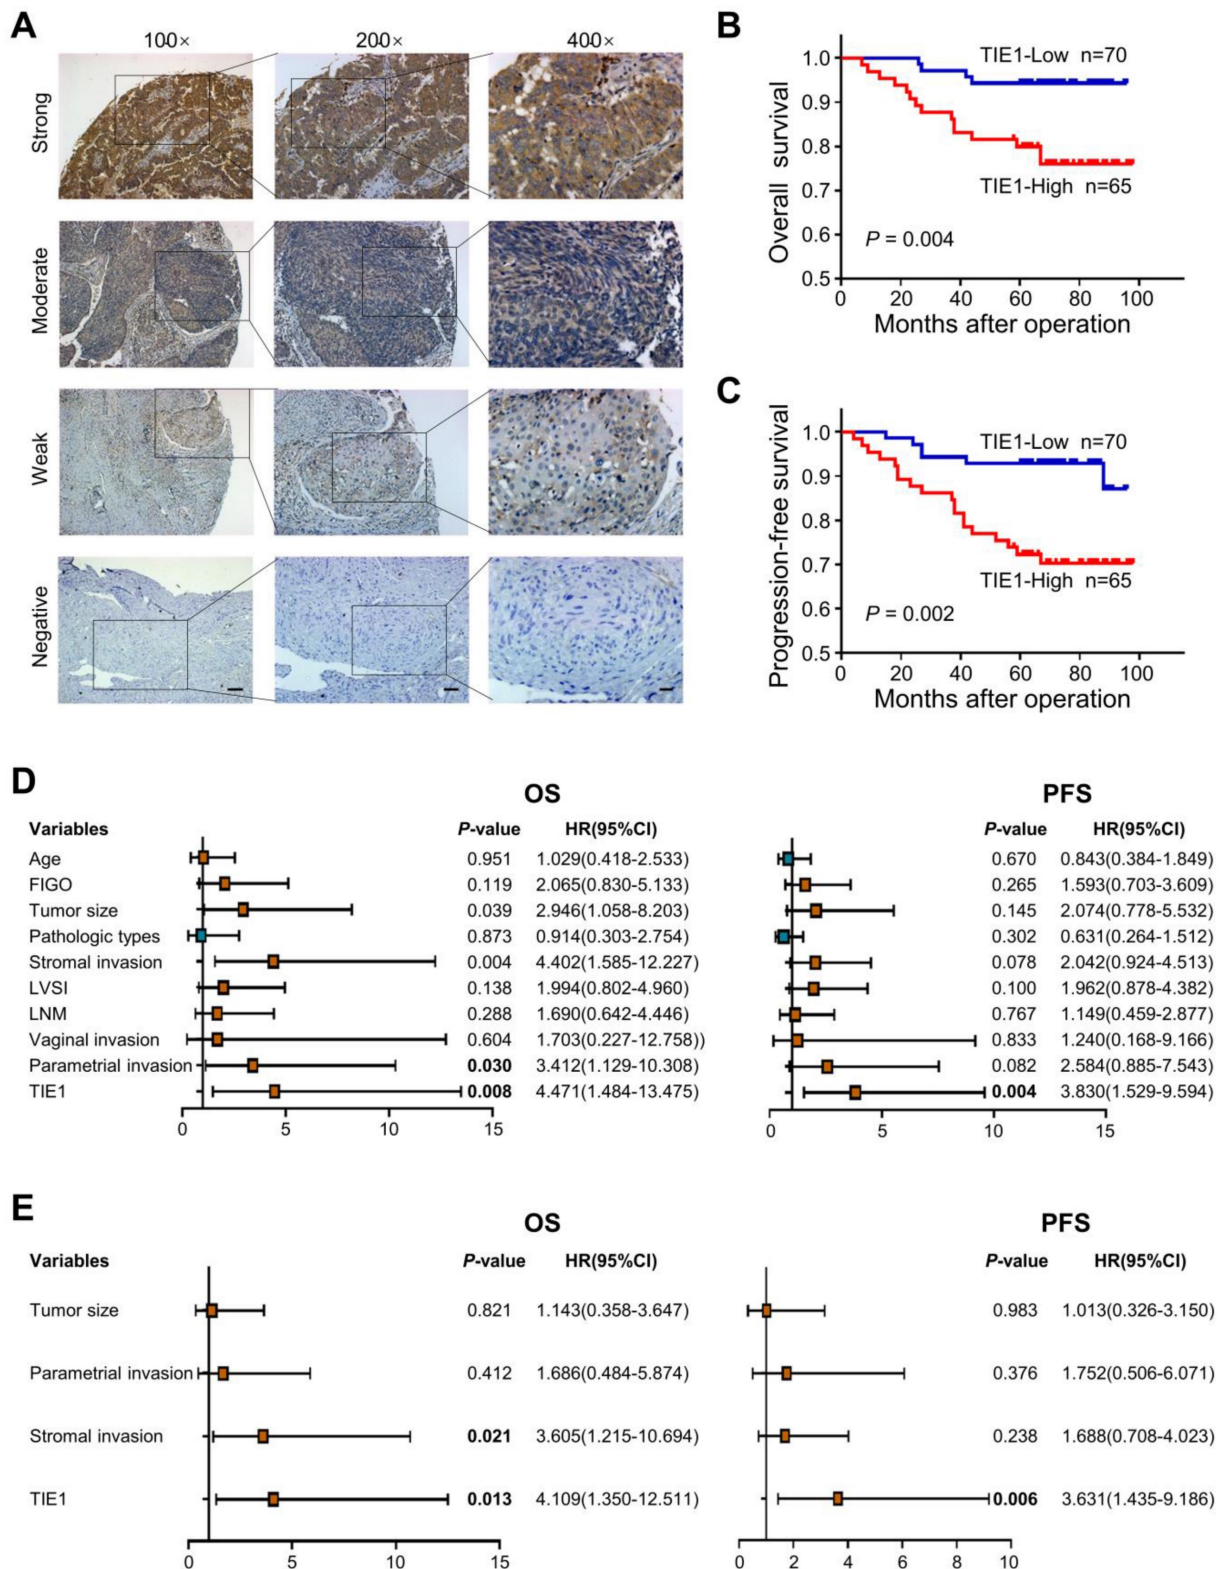 A
100×
200×
400×
Strong
Moderate
Weak
Negative
B
1.0
0.9
0.8
0.7
0.6
0.5
Overall survival
TIE1-Low n=70
TIE1-High n=65
P = 0.004
0 20 40 60 80 100
Months after operation
C
1.0
0.9
0.8
0.7
0.6
0.5
Progression-free survival
TIE1-Low n=70
TIE1-High n=65
P = 0.002
0 20 40 60 80 100
Months after operation
D
OS PFS
Variables P-value HR(95%CI) P-value HR(95%CI)
Age 0.951 1.029(0.418-2.533) 0.670 0.843(0.384-1.849)
FIGO 0.119 2.065(0.830-5.133) 0.265 1.593(0.703-3.609)
Tumor size 0.039 2.946(1.058-8.203) 0.145 2.074(0.778-5.532)
Pathologic types 0.873 0.914(0.303-2.754) 0.302 0.631(0.264-1.512)
Stromal invasion 0.004 4.402(1.585-12.227) 0.078 2.042(0.924-4.513)
LVSI 0.138 1.994(0.802-4.960) 0.100 1.962(0.878-4.382)
LNM 0.288 1.690(0.642-4.446) 0.767 1.149(0.459-2.877)
Vaginal invasion 0.604 1.703(0.227-12.758)) 0.833 1.240(0.168-9.166)
Parametrial invasion 0.030 3.412(1.129-10.308) 0.082 2.584(0.885-7.543)
TIE1 0.008 4.471(1.484-13.475) 0.004 3.830(1.529-9.594)
0 5 10 15 0 5 10 15
E
OS PFS
Variables P-value HR(95%CI) P-value HR(95%CI)
Tumor size 0.821 1.143(0.358-3.647) 0.983 1.013(0.326-3.150)
Parametrial invasion 0.412 1.686(0.484-5.874) 0.376 1.752(0.506-6.071)
Stromal invasion 0.021 3.605(1.215-10.694) 0.238 1.688(0.708-4.023)
TIE1 0.013 4.109(1.350-12.511) 0.006 3.631(1.435-9.186)
0 5 10 15 0 2 4 6 8 10